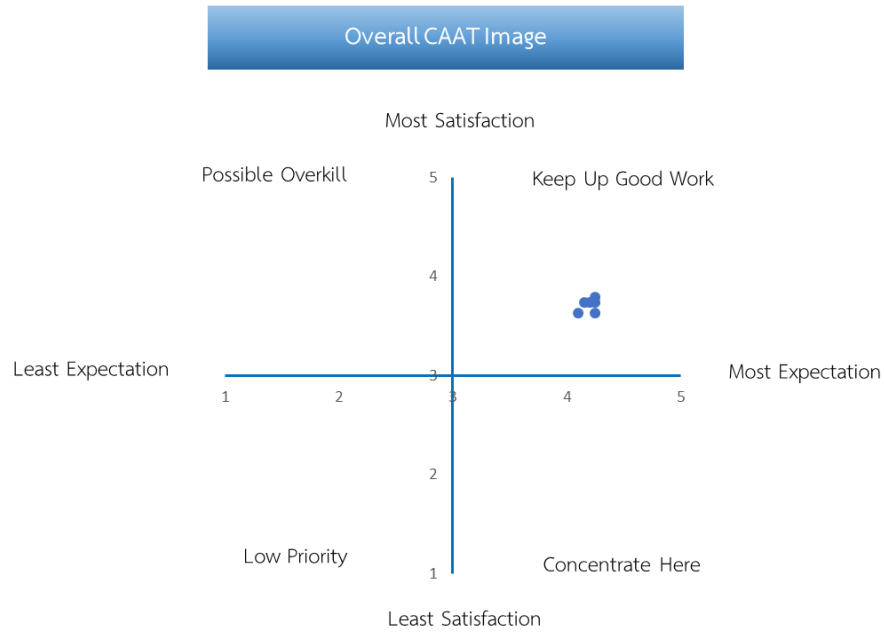 Overall CAAT Image
Most Satisfaction
Possible Overkill
5
Keep Up Good Work
4
Least Expectation
3
Most Expectation
1
2
3
4
5
2
Low Priority
1
Concentrate Here
Least Satisfaction